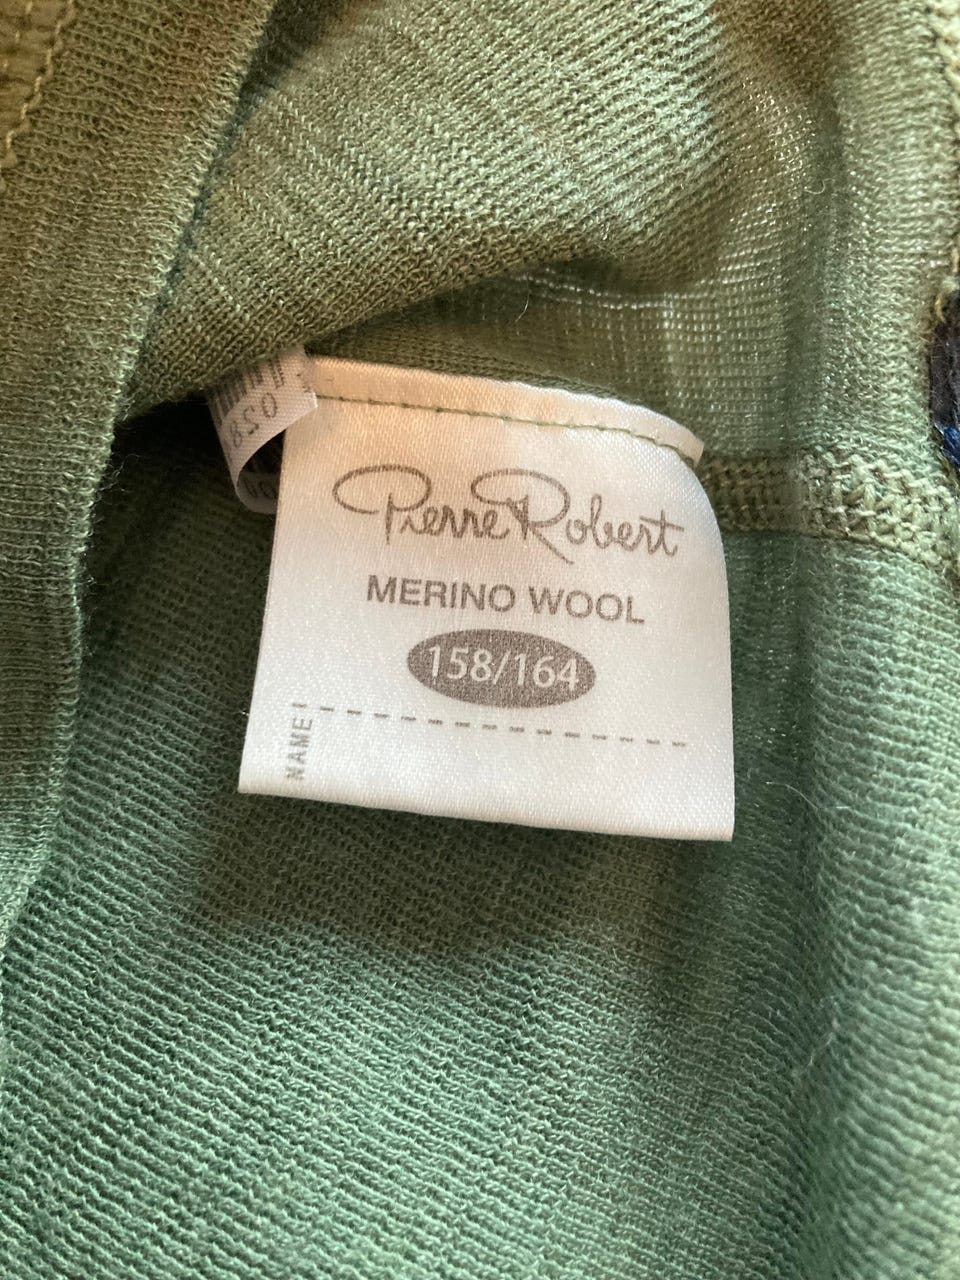 Pierre Robert
MERINO WOOL
158/164
NAME